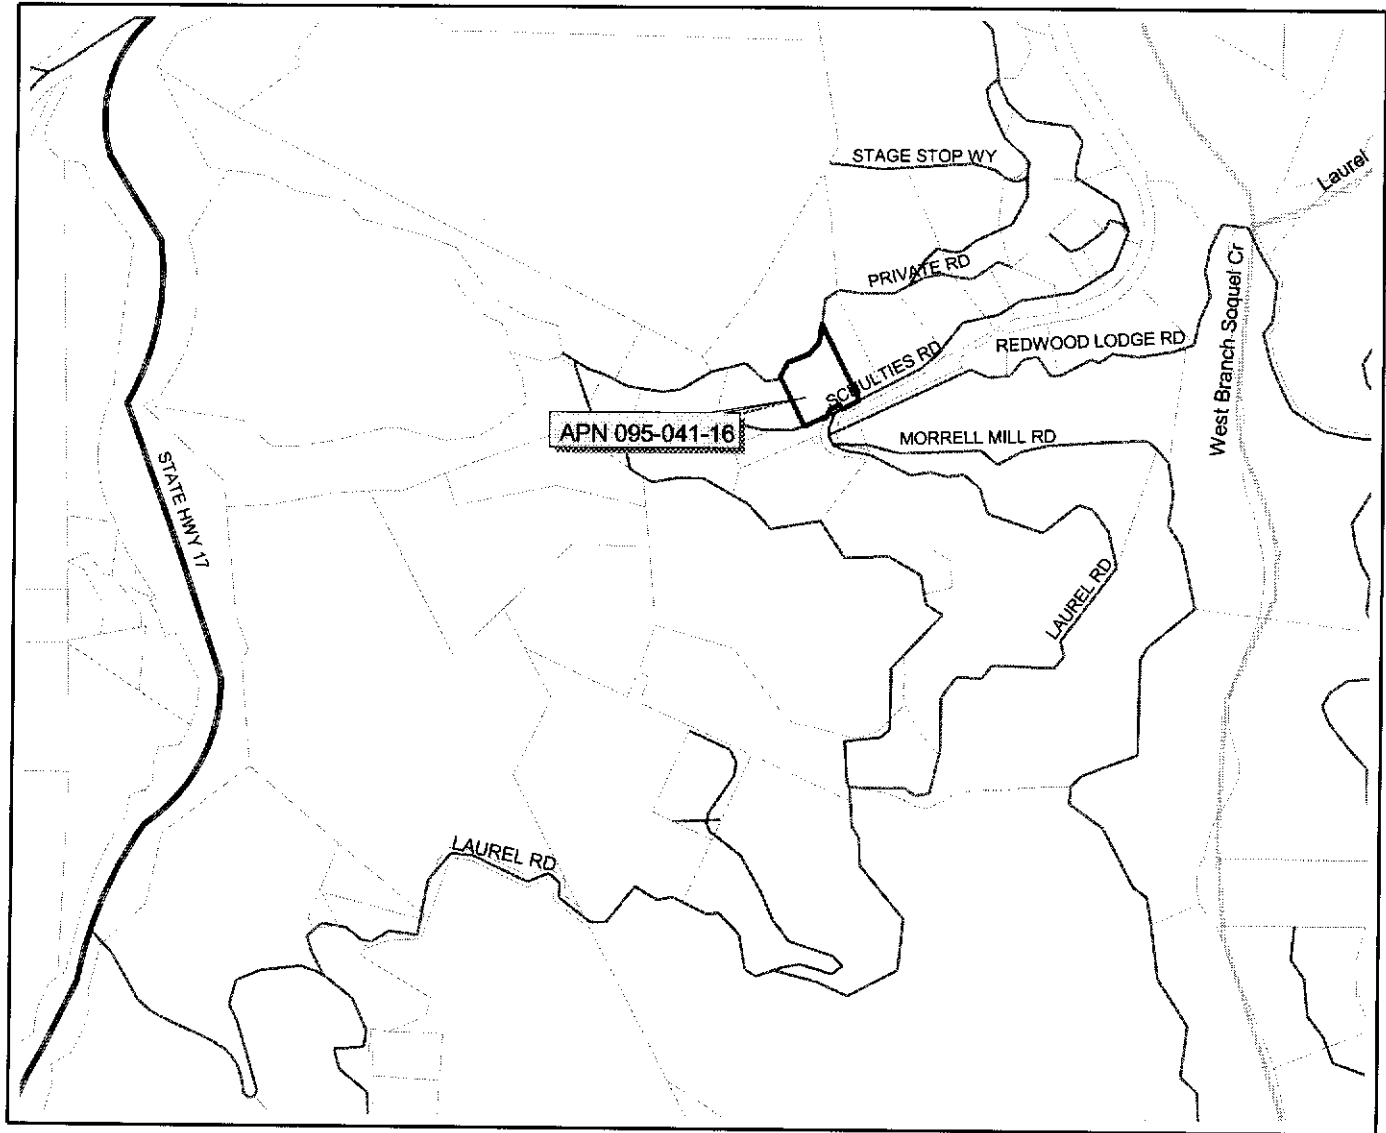 STAGE STOP WY
Laurel
PRIVATE RD
West Branch Soquel Cr
REDWOOD LODGE RD
SCHULTIES RD
APN 095-041-16
MORRELL MILL RD
STATE HWY 17
LAUREL RD
LAUREL RD